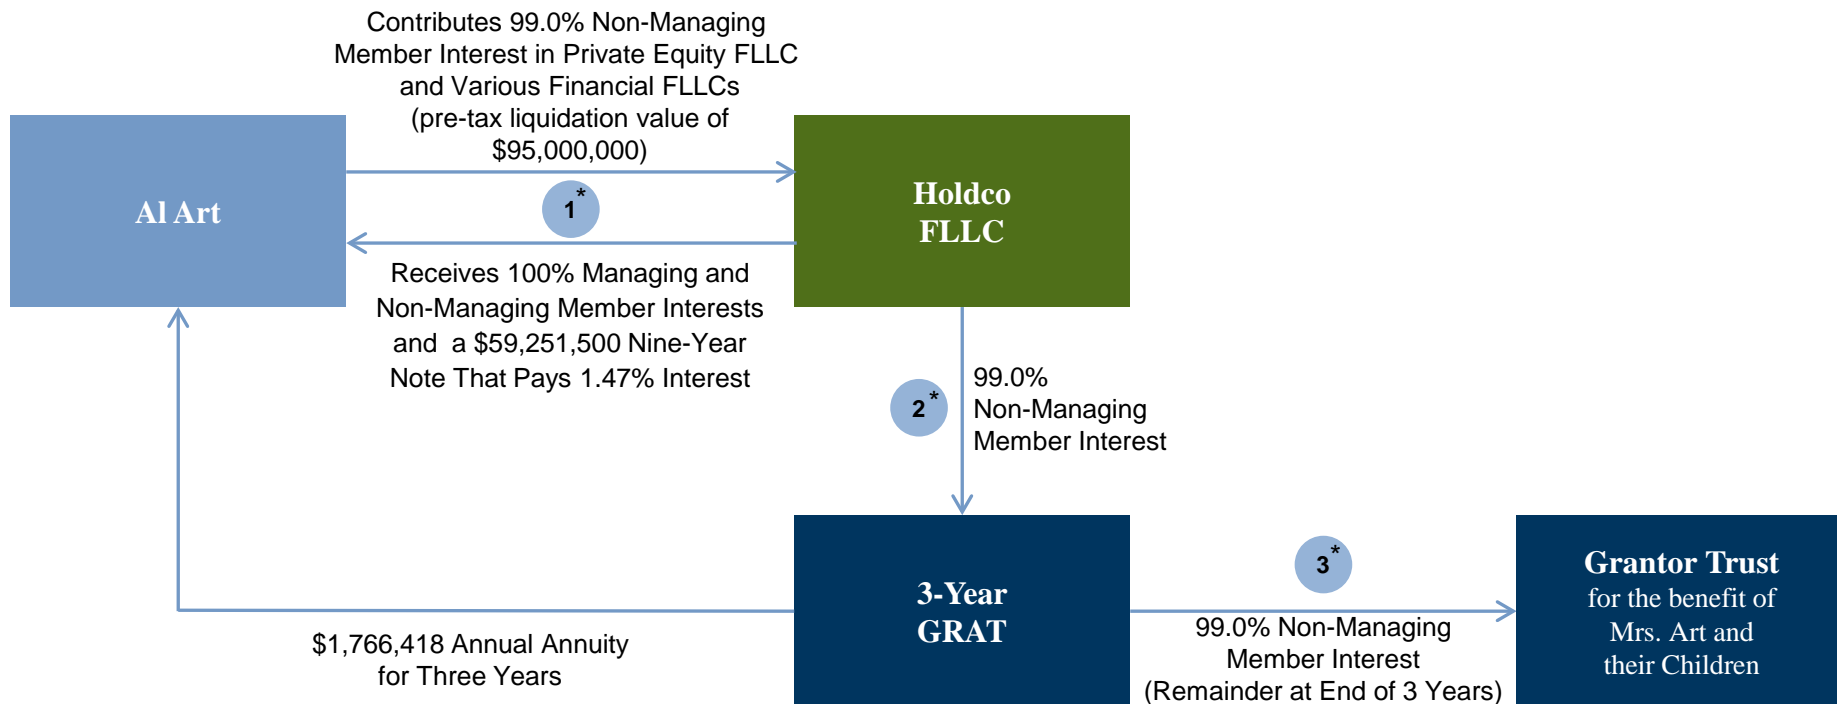 Contributes 99.0% Non-Managing
Member Interest in Private Equity FLLC
and Various Financial FLLCs
(pre-tax liquidation value of
$95,000,000)
Al Art
1*
Holdco
FLLC
Receives 100% Managing and
Non-Managing Member Interests
and a $59,251,500 Nine-Year
Note That Pays 1.47% Interest
2*
99.0%
Non-Managing
Member Interest
3-Year
GRAT
$1,766,418 Annual Annuity
for Three Years
3*
99.0% Non-Managing
Member Interest
(Remainder at End of 3 Years)
Grantor Trust
for the benefit of
Mrs. Art and
their Children